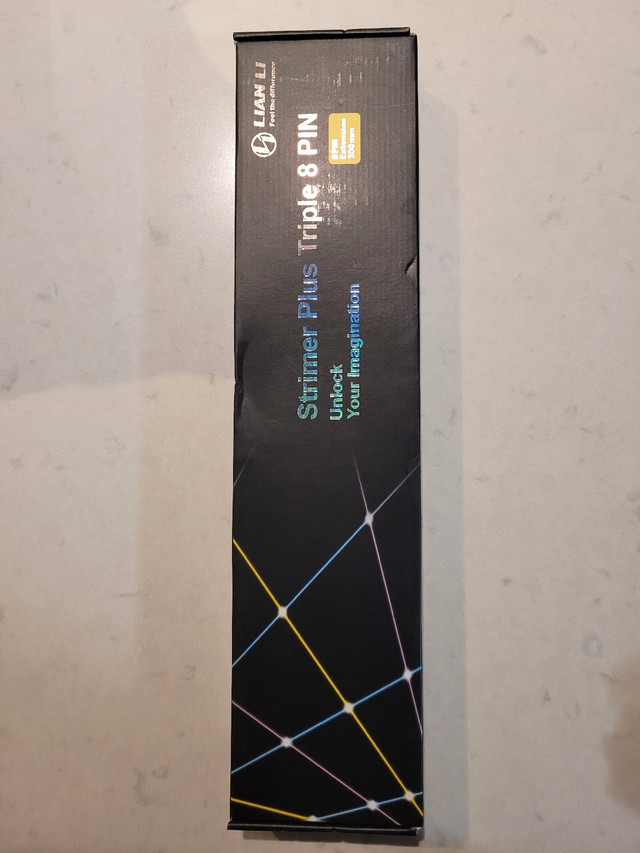 LIAN LI
Feel the difference
Strimer Plus Triple 8 PIN
8 PIN
Extension
300 mm
Unlock
Your Imagination